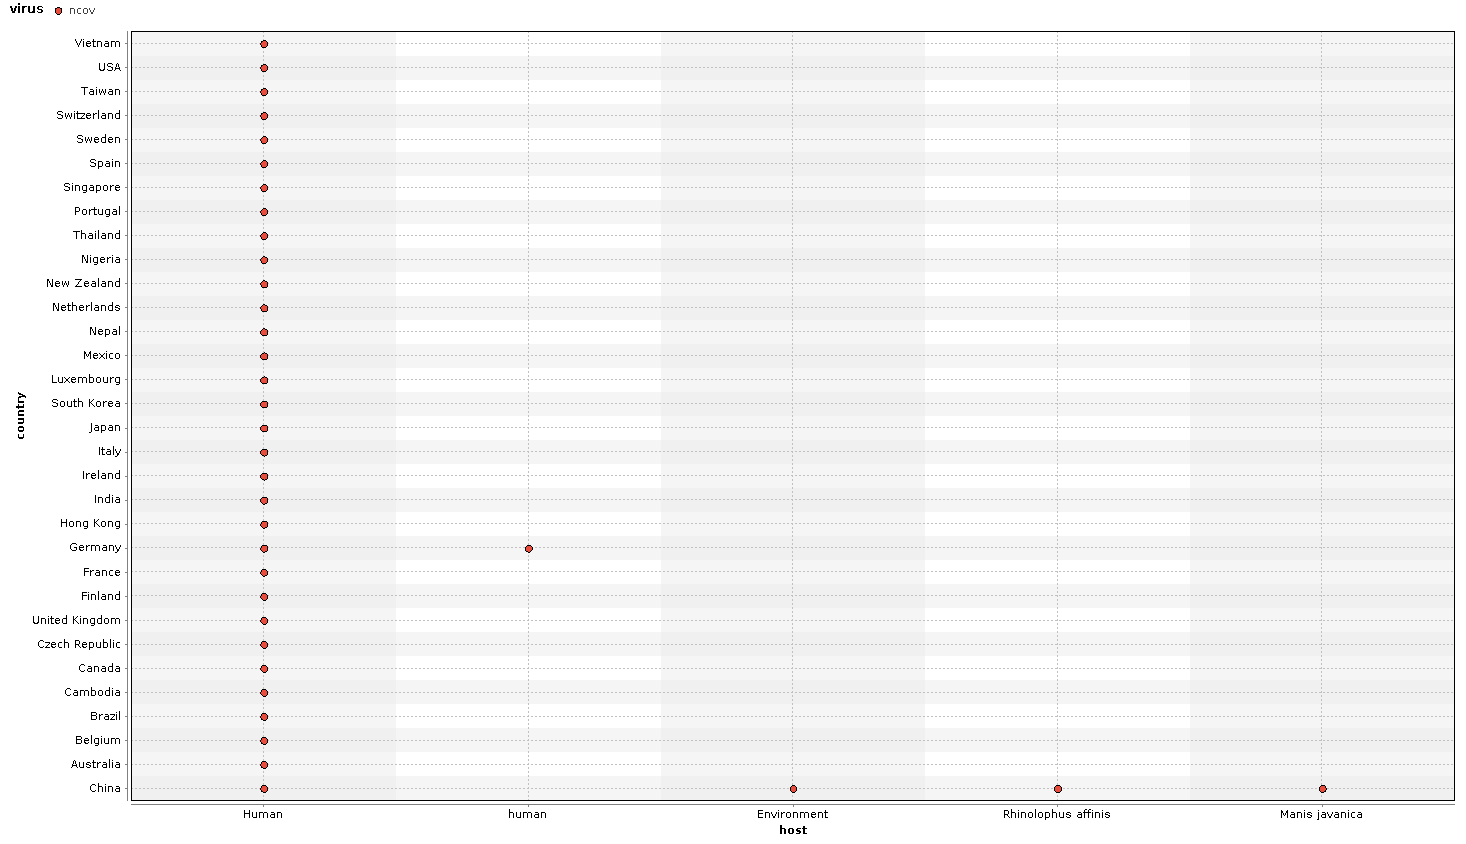 virus ncov
Vietnam
USA
Taiwan
Switzerland
Sweden
Spain
Singapore
Portugal
Thailand
Nigeria
New Zealand
Netherlands
Nepal
Mexico
Luxembourg
South Korea
Japan
Italy
Ireland
India
Hong Kong
Germany
France
Finland
United Kingdom
Czech Republic
Canada
Cambodia
Brazil
Belgium
Australia
China
country
Human human Environment Rhinolophus affinis Manis javanica
host